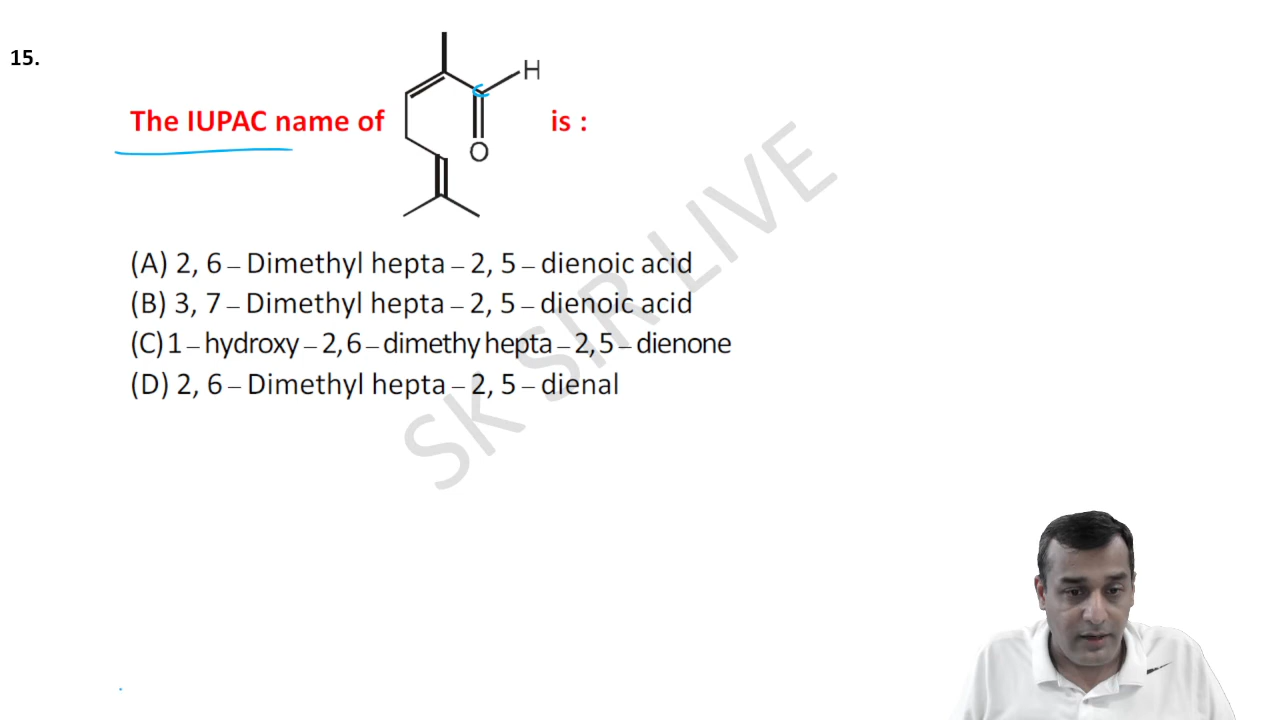 15.
H
The IUPAC name of is :
O
(A) 2, 6 – Dimethyl hepta – 2, 5 – dienoic acid
(B) 3, 7 – Dimethyl hepta – 2, 5 – dienoic acid
(C) 1 – hydroxy – 2, 6 – dimethy hepta – 2, 5 – dienone
(D) 2, 6 – Dimethyl hepta – 2, 5 – dienal
SK SIR LIVE